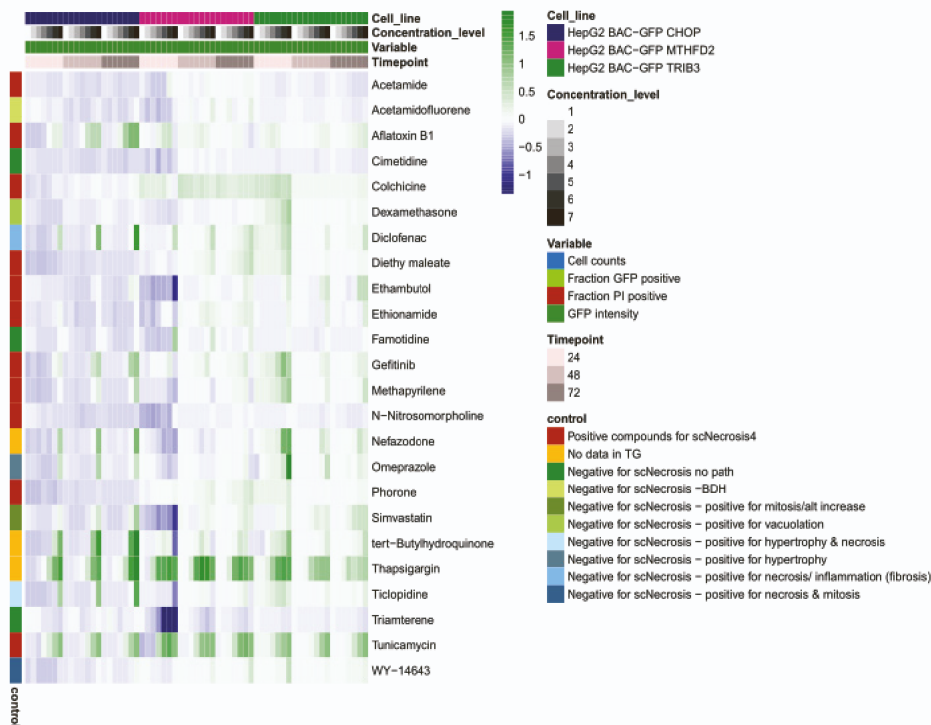 Cell_line
Concentration_level
Variable
Timepoint
Acetamide
Acetamidofluorene
Aflatoxin B1
Cimetidine
Colchicine
Dexamethasone
Diclofenac
Diethy maleate
Ethambutol
Ethionamide
Famotidine
Gefitinib
Methapyrilene
N−Nitrosomorpholine
Nefazodone
Omeprazole
Phorone
Simvastatin
tert−Butylhydroquinone
Thapsigargin
Ticlopidine
Triamterene
Tunicamycin
WY−14643
control
1.5
1
0.5
0
−0.5
−1
Cell_line
HepG2 BAC−GFP CHOP
HepG2 BAC−GFP MTHFD2
HepG2 BAC−GFP TRIB3
Concentration_level
1
2
3
4
5
6
7
Variable
Cell counts
Fraction GFP positive
Fraction PI positive
GFP intensity
Timepoint
24
48
72
control
Positive compounds for scNecrosis4
No data in TG
Negative for scNecrosis no path
Negative for scNecrosis −BDH
Negative for scNecrosis − positive for mitosis/alt increase
Negative for scNecrosis − positive for vacuolation
Negative for scNecrosis − positive for hypertrophy & necrosis
Negative for scNecrosis − positive for hypertrophy
Negative for scNecrosis − positive for necrosis/ inflammation (fibrosis)
Negative for scNecrosis − positive for necrosis & mitosis